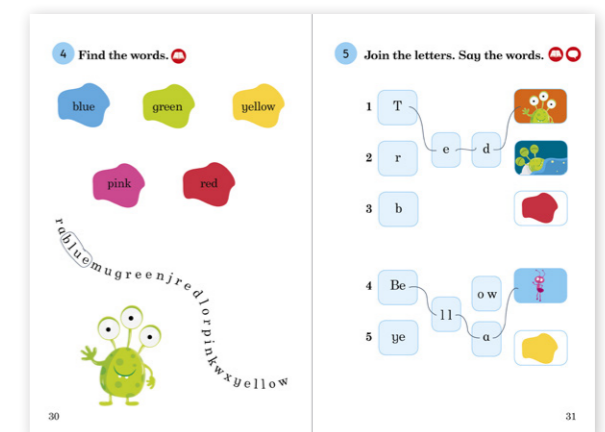 4 Find the words.
blue green yellow
pink red
rabluemugreenjredlorpinkwxyellow
30
5 Join the letters. Say the words.
1 T
e d
2 r
3 b
4 Be
ow
ll
a
5 ye
31